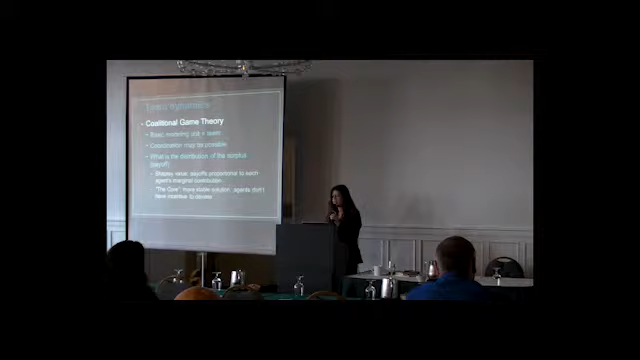 Team dynamics
- Coalitional Game Theory
• Basic modeling unit = team
• Coordination may be possible
• What is the distribution of the surplus
(payoff)
• Shapley value: payoffs proportional to each
agent's marginal contribution
• "The Core": more stable solution, agents don't
have incentive to deviate